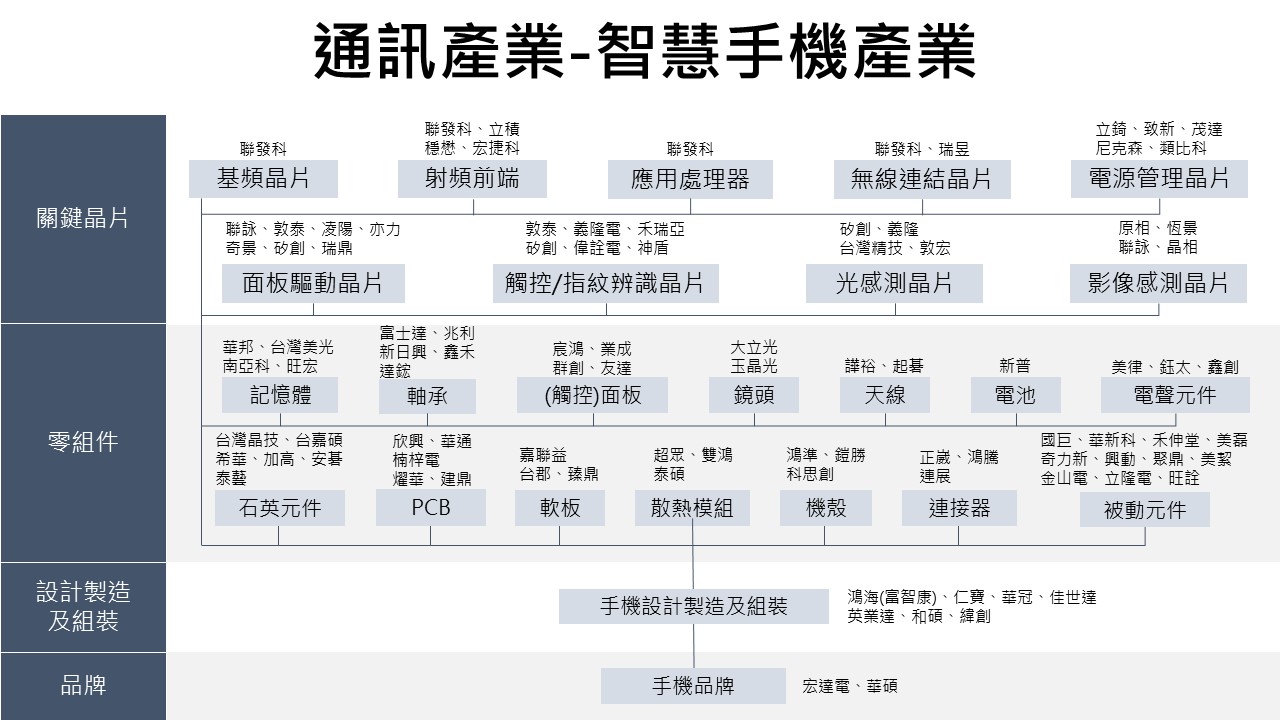 通訊產業-智慧手機產業
關鍵晶片
聯發科
基頻晶片
聯發科、立積
穩懋、宏捷科
射頻前端
聯發科
應用處理器
聯發科、瑞昱
無線連結晶片
立錡、致新、茂達
尼克森、類比科
電源管理晶片
聯詠、敦泰、凌陽、亦力
奇景、矽創、瑞鼎
面板驅動晶片
敦泰、義隆電、禾瑞亞
矽創、偉詮電、神盾
觸控/指紋辨識晶片
矽創、義隆
台灣精技、敦宏
光感測晶片
原相、恆景
聯詠、晶相
影像感測晶片
零組件
華邦、台灣美光
南亞科、旺宏
記憶體
富士達、兆利
新日興、鑫禾
達鋐
軸承
宸鴻、業成
群創、友達
(觸控)面板
大立光
玉晶光
鏡頭
譁裕、起碁
天線
新普
電池
美律、鈺太、鑫創
電聲元件
台灣晶技、台嘉碩
希華、加高、安碁
泰藝
石英元件
欣興、華通
楠梓電
燿華、建鼎
PCB
嘉聯益
台郡、臻鼎
軟板
超眾、雙鴻
泰碩
散熱模組
鴻準、鎧勝
科思創
機殼
正崴、鴻騰
連展
連接器
國巨、華新科、禾伸堂、美磊
奇力新、興勤、聚鼎、美絜
金山電、立隆電、旺詮
被動元件
設計製造
及組裝
手機設計製造及組裝
鴻海(富智康)、仁寶、華冠、佳世達
英業達、和碩、緯創
品牌
手機品牌
宏達電、華碩